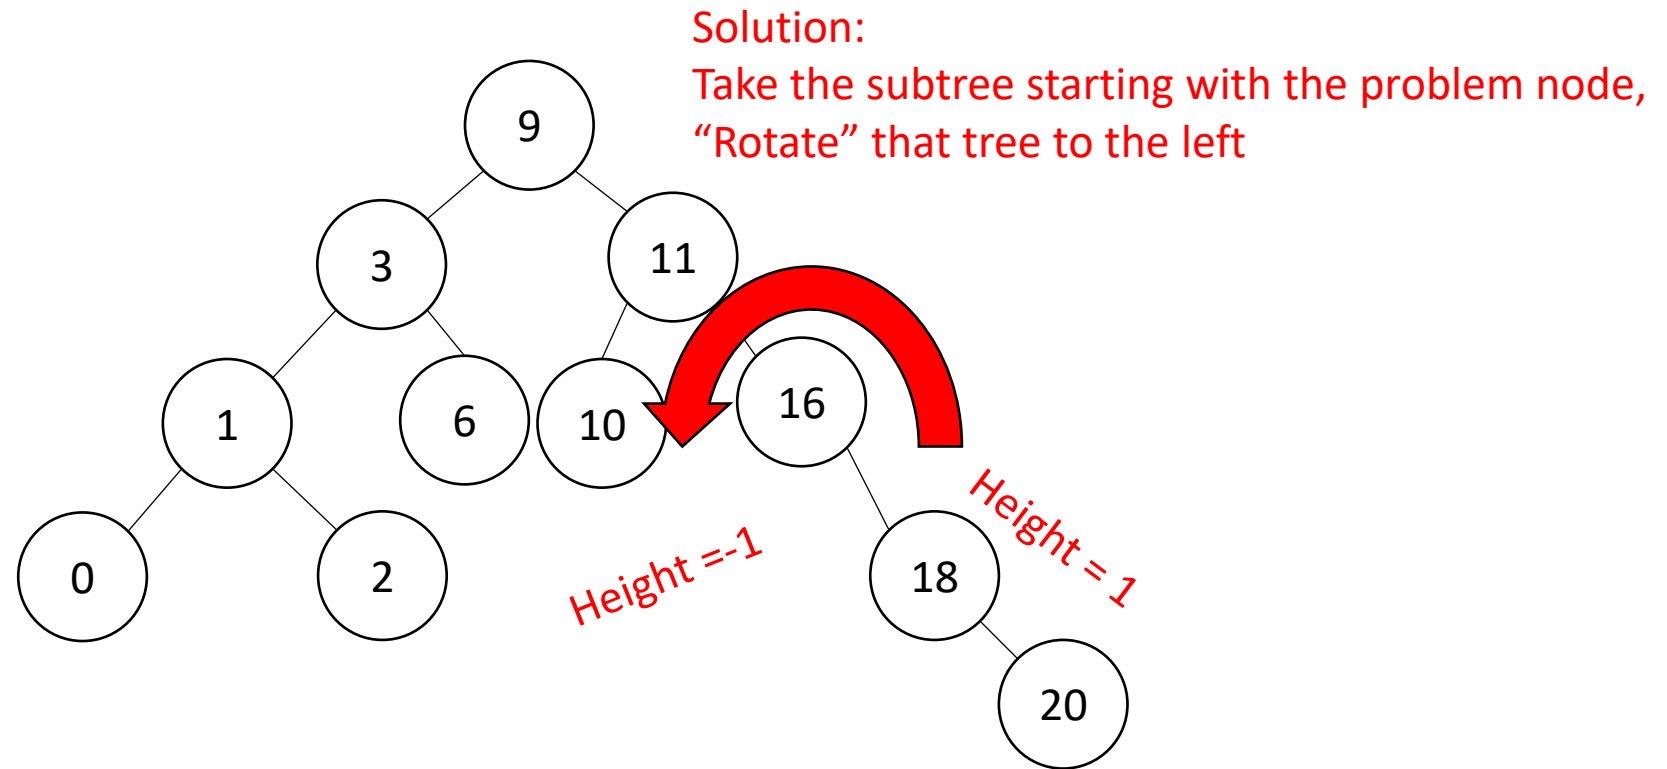 Solution:
Take the subtree starting with the problem node,
“Rotate” that tree to the left
9
3
11
1
6
10
16
0
2
18
20
Height =-1
Height = 1